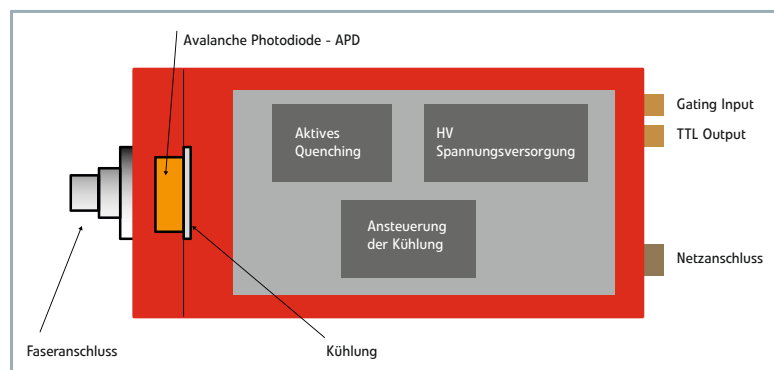 Avalanche Photodiode - APD
Gating Input
TTL Output
Aktives
Quenching
HV
Spannungsversorgung
Ansteuerung
der Kühlung
Netzanschluss
Faseranschluss
Kühlung